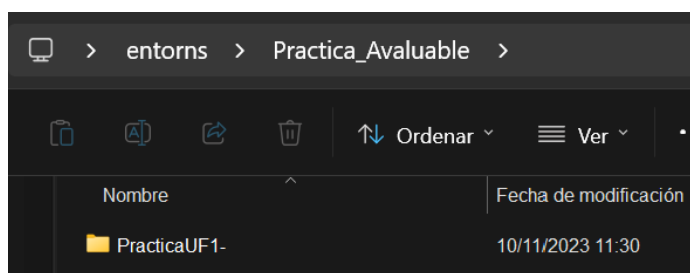 > entorns > Practica_Avaluable >
Ordenar Ver
Nombre Fecha de modificación
PracticaUF1- 10/11/2023 11:30